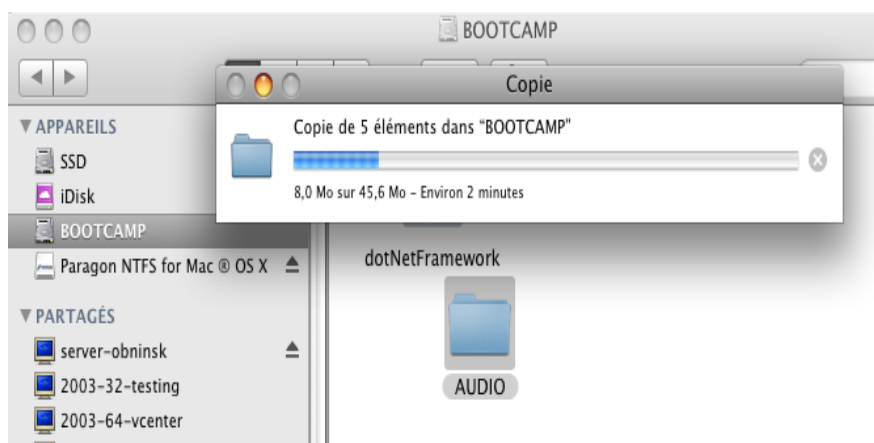 BOOTCAMP
Copie
APPAREILS
Copie de 5 éléments dans “BOOTCAMP”
SSD
iDisk
8,0 Mo sur 45,6 Mo – Environ 2 minutes
BOOTCAMP
Paragon NTFS for Mac ® OS X
dotNetFramework
PARTAGÉS
server-obninsk
2003-32-testing
AUDIO
2003-64-vcenter